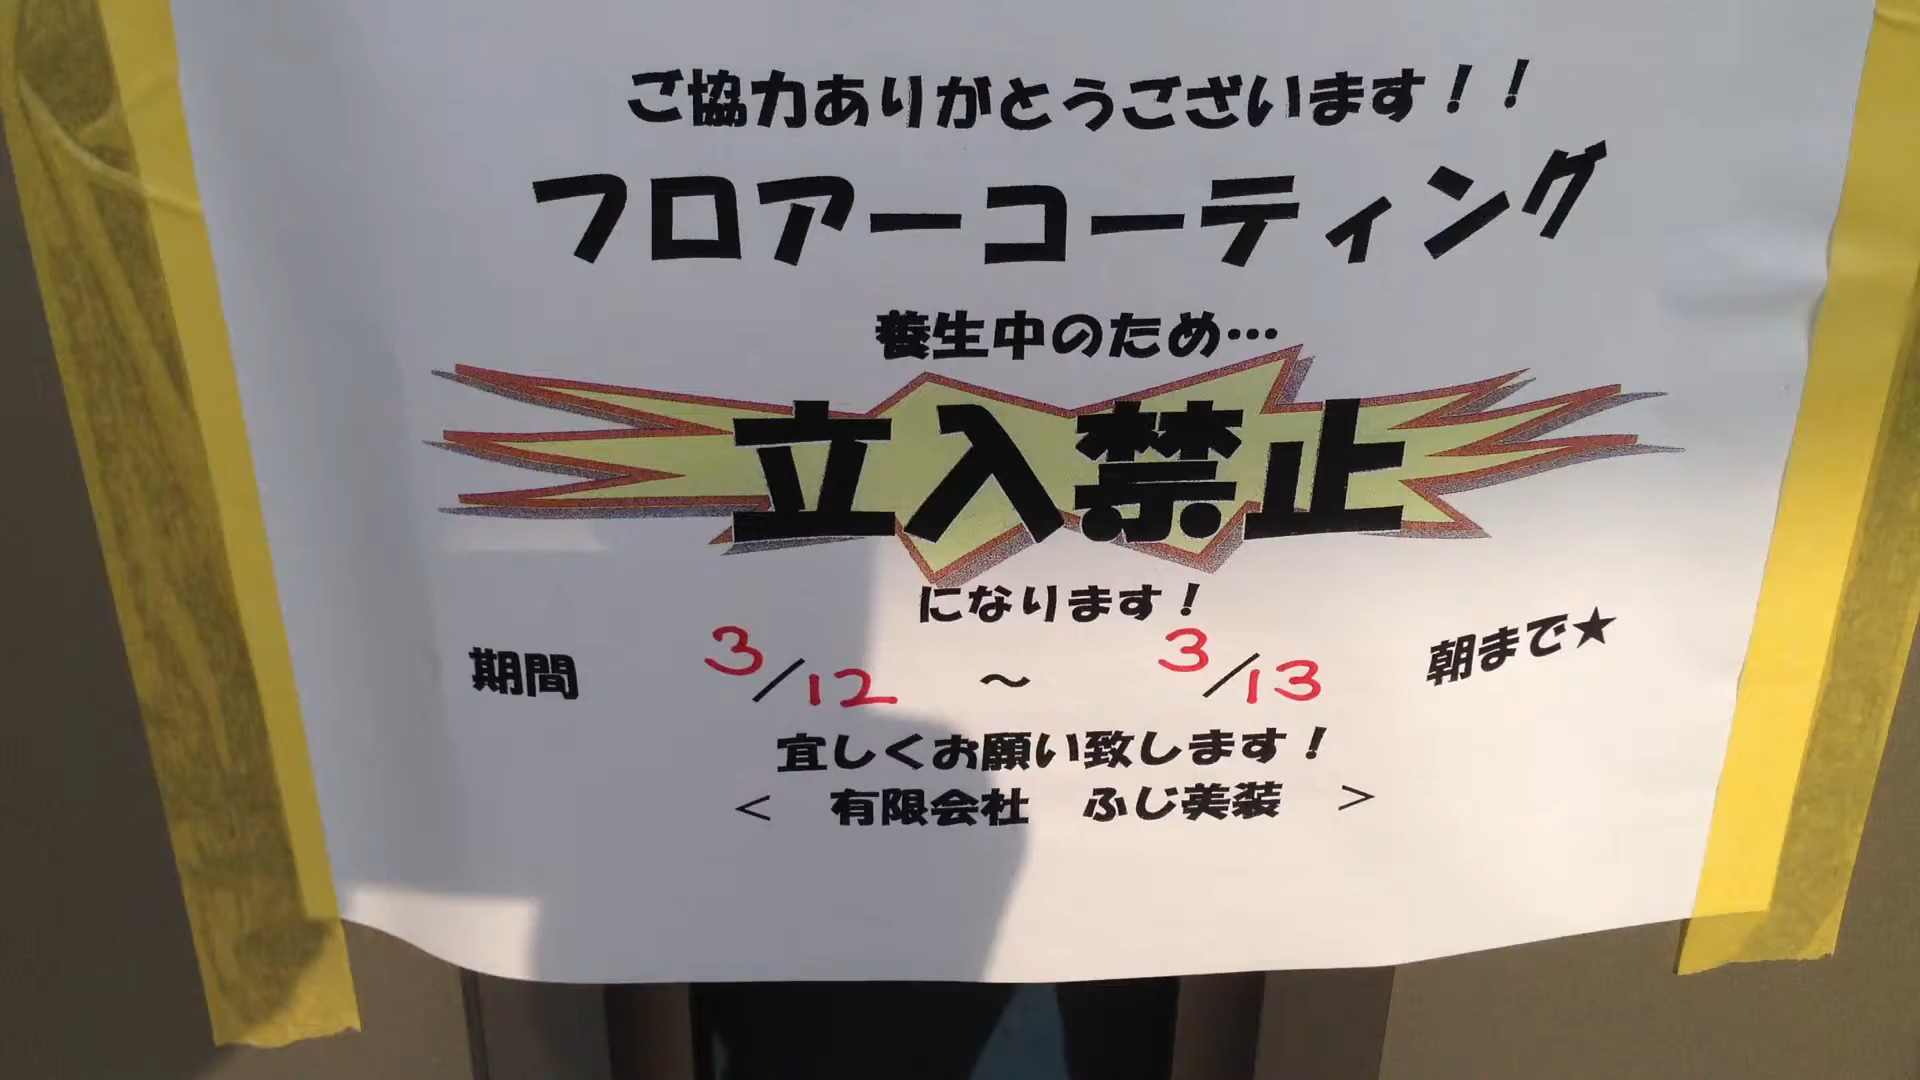 ご協力ありがとうございます！！
フロアーコーティング
養生中のため…
立入禁止
になります！
期間 3/12 ～ 3/13 朝まで★
宜しくお願い致します！
＜ 有限会社 ふじ美装 ＞